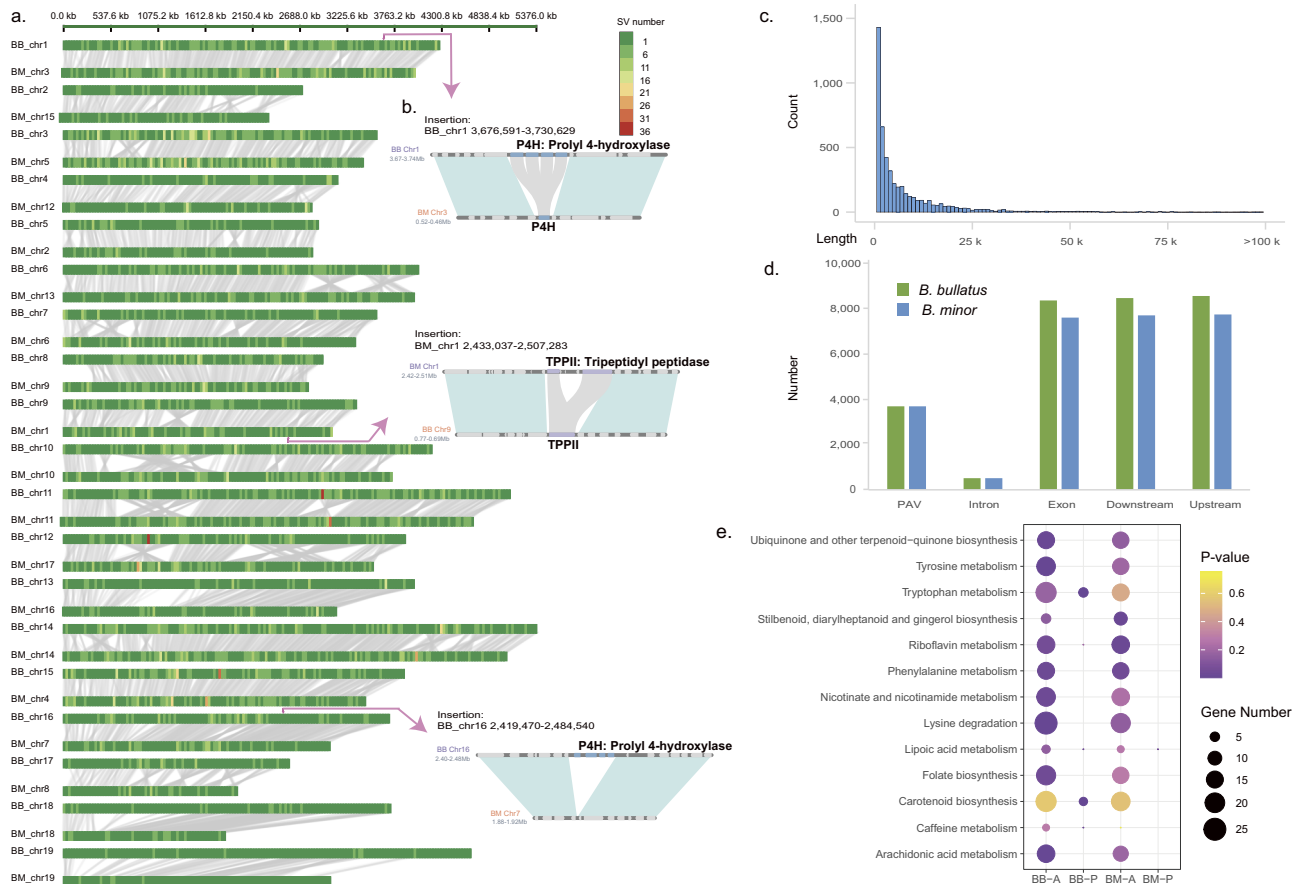 a.
0.0 kb 537.6 kb 1075.2 kb 1612.8 kb 2150.4 kb 2688.0 kb 3225.6 kb 3763.2 kb 4300.8 kb 4838.4 kb 5376.0 kb
BB_chr1
BM_chr3
BB_chr2
BM_chr15
BB_chr3
BM_chr5
BB_chr4
BM_chr12
BB_chr5
BM_chr2
BB_chr6
BM_chr13
BB_chr7
BM_chr6
BB_chr8
BM_chr9
BB_chr9
BM_chr1
BB_chr10
BM_chr10
BB_chr11
BM_chr11
BB_chr12
BM_chr17
BB_chr13
BM_chr16
BB_chr14
BM_chr14
BB_chr15
BM_chr4
BB_chr16
BM_chr7
BB_chr17
BM_chr8
BB_chr18
BM_chr18
BB_chr19
BM_chr19
SV number
1
6
11
16
21
26
31
36
b.
Insertion:
BB_chr1 3,676,591-3,730,629
P4H: Prolyl 4-hydroxylase
BB Chr1
3.67-3.74Mb
BM Chr3
0.52-0.46Mb
P4H
Insertion:
BM_chr1 2,433,037-2,507,283
TPPII: Tripeptidyl peptidase
BM Chr1
2.42-2.51Mb
BB Chr9
0.77-0.69Mb
TPPII
Insertion:
BB_chr16 2,419,470-2,484,540
P4H: Prolyl 4-hydroxylase
BB Chr16
2.40-2.48Mb
BM Chr7
1.88-1.92Mb
c.
1,500
1,000
500
0
Count
Length
0 25 k 50 k 75 k >100 k
d.
10,000
8,000
6,000
4,000
2,000
0
Number
B. bullatus
B. minor
PAV Intron Exon Downstream Upstream
e.
Ubiquinone and other terpenoid−quinone biosynthesis
Tyrosine metabolism
Tryptophan metabolism
Stilbenoid, diarylheptanoid and gingerol biosynthesis
Riboflavin metabolism
Phenylalanine metabolism
Nicotinate and nicotinamide metabolism
Lysine degradation
Lipoic acid metabolism
Folate biosynthesis
Carotenoid biosynthesis
Caffeine metabolism
Arachidonic acid metabolism
BB−A BB−P BM−A BM−P
P-value
0.6
0.4
0.2
Gene Number
5
10
15
20
25